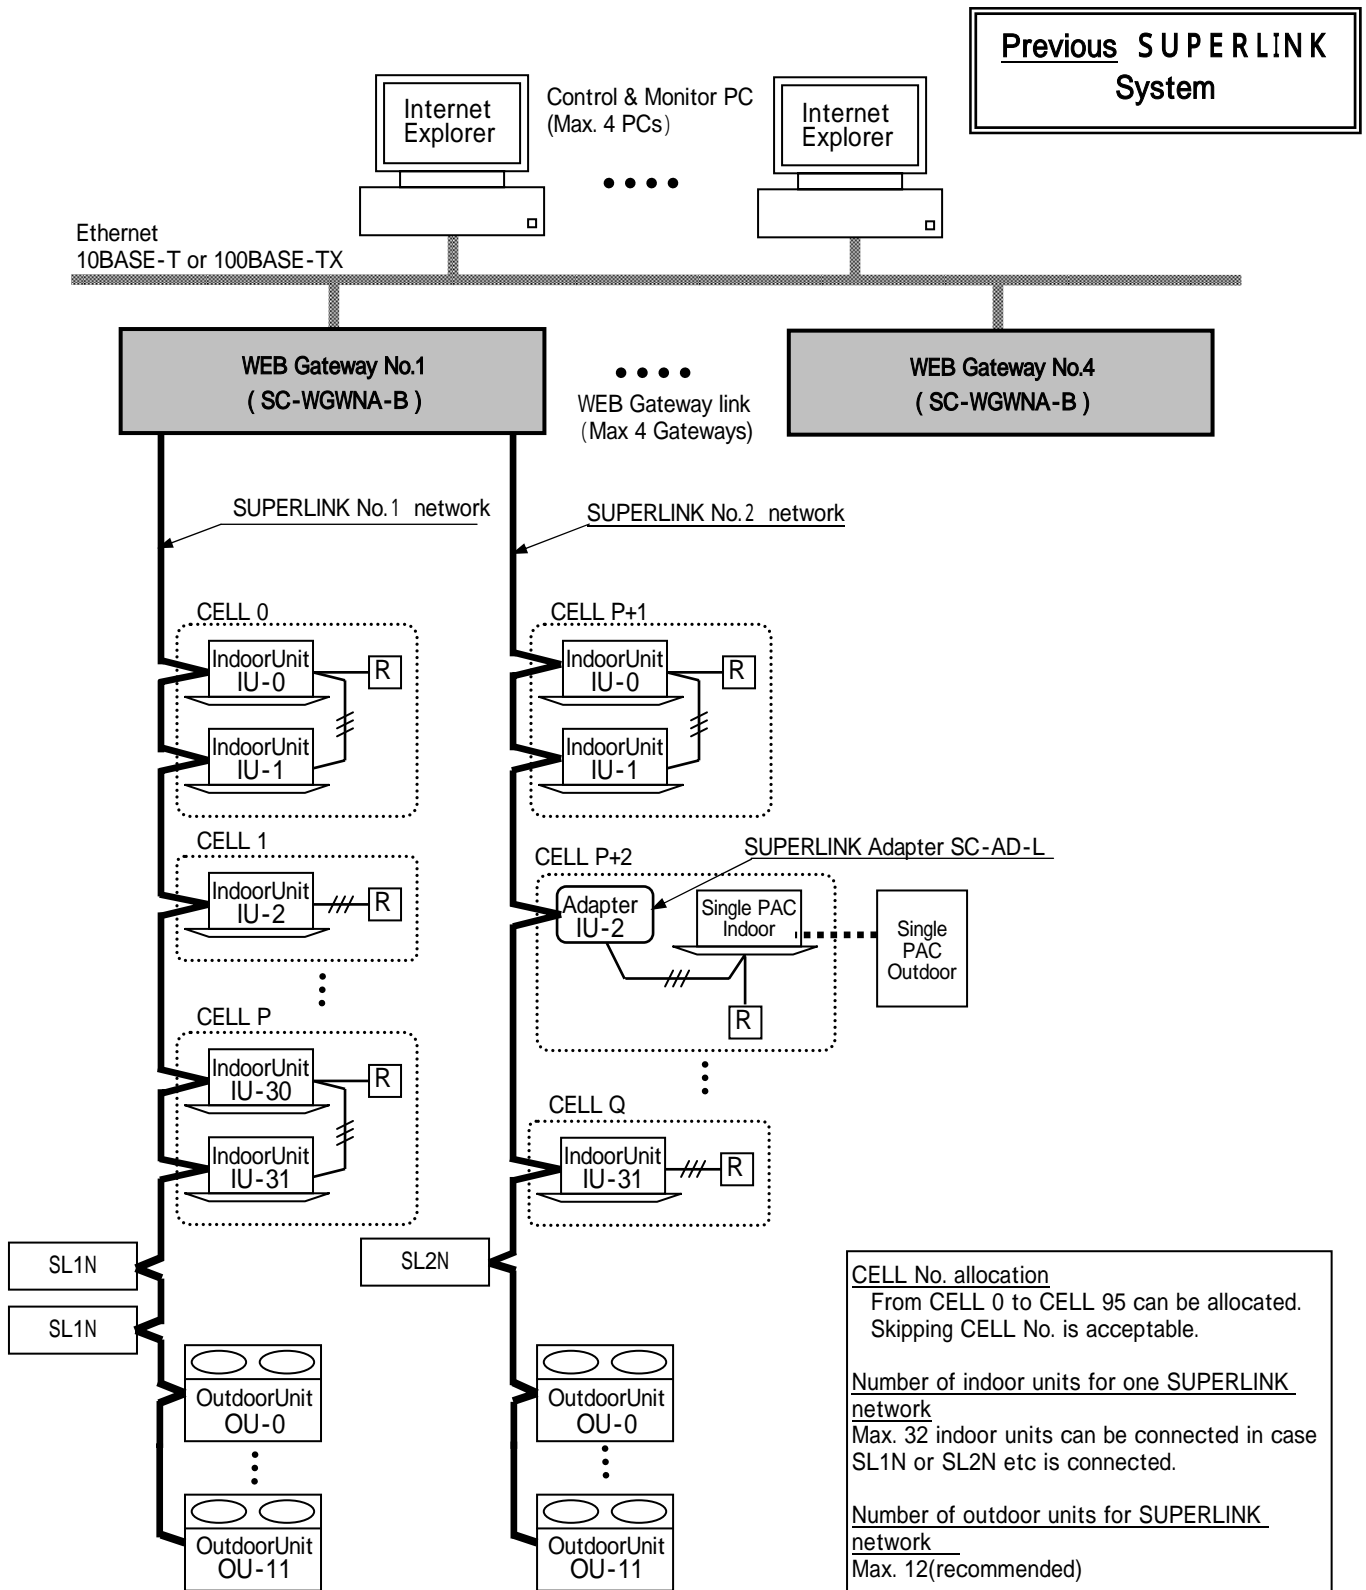 Previous SUPERLINK
System
Internet
Explorer
Control & Monitor PC
(Max. 4 PCs)
Internet
Explorer
Ethernet
10BASE-T or 100BASE-TX
WEB Gateway No.1
( SC-WGWNA-B )
WEB Gateway link
(Max 4 Gateways)
WEB Gateway No.4
( SC-WGWNA-B )
SUPERLINK No.1 network
SUPERLINK No.2 network
CELL 0
IndoorUnit
IU-0
R
IndoorUnit
IU-1
CELL P+1
IndoorUnit
IU-0
R
IndoorUnit
IU-1
CELL 1
IndoorUnit
IU-2
R
CELL P+2
SUPERLINK Adapter SC-AD-L
Adapter
IU-2
Single PAC
Indoor
R
Single
PAC
Outdoor
CELL P
IndoorUnit
IU-30
R
IndoorUnit
IU-31
CELL Q
IndoorUnit
IU-31
R
SL1N
SL1N
SL2N
OutdoorUnit
OU-0
OutdoorUnit
OU-11
OutdoorUnit
OU-0
OutdoorUnit
OU-11
CELL No. allocation
From CELL 0 to CELL 95 can be allocated.
Skipping CELL No. is acceptable.
Number of indoor units for one SUPERLINK
network
Max. 32 indoor units can be connected in case
SL1N or SL2N etc is connected.
Number of outdoor units for SUPERLINK
network
Max. 12(recommended)